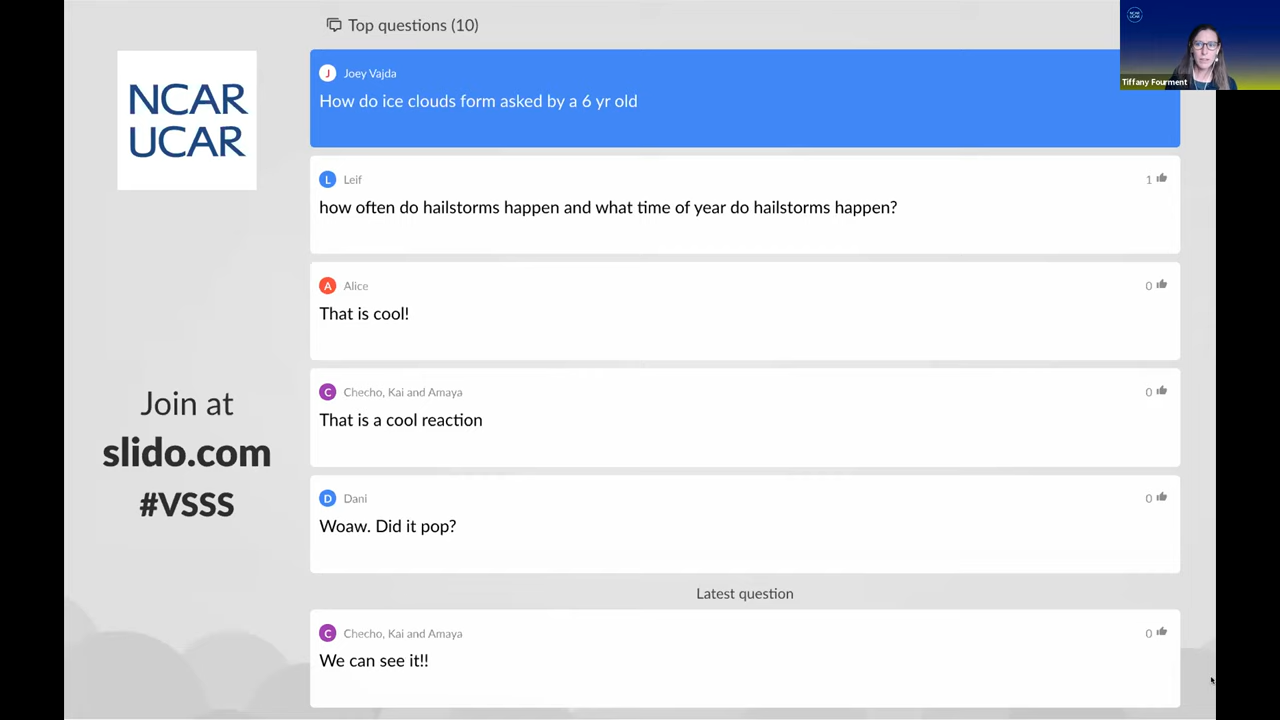 Top questions (10)
NCAR
UCAR
Join at
slido.com
#VSSS
J Joey Vajda
How do ice clouds form asked by a 6 yr old
L Leif 1
how often do hailstorms happen and what time of year do hailstorms happen?
A Alice 0
That is cool!
C Checho, Kai and Amaya 0
That is a cool reaction
D Dani 0
Woaw. Did it pop?
Latest question
C Checho, Kai and Amaya 0
We can see it!!
NCAR
UCAR
Tiffany Fourment